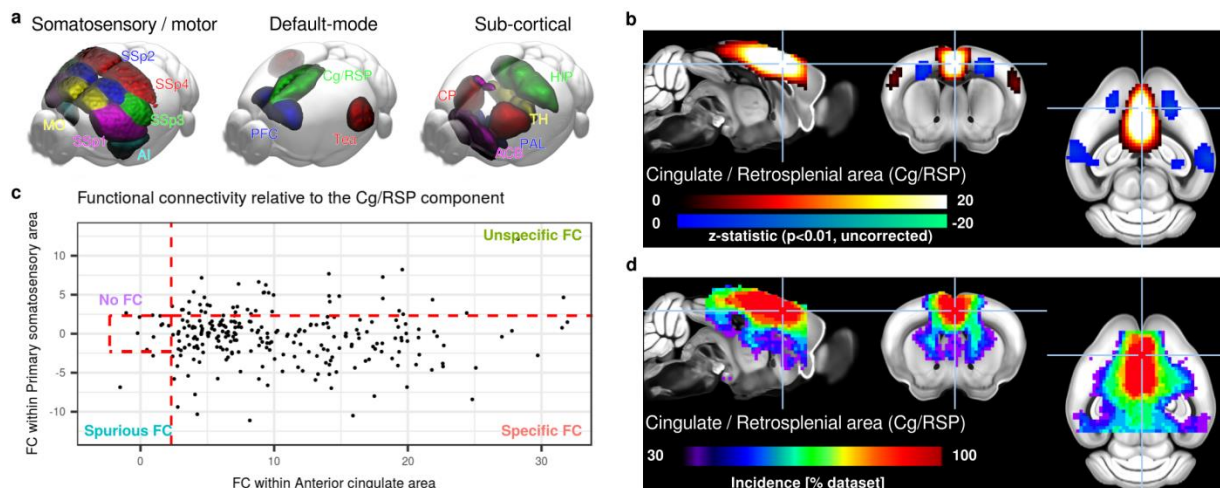 a
Somatosensory / motor
Default-mode
Sub-cortical
SSp2
SSp4
MO
SSp3
SSp1
AI
Cg/RSP
PFC
Tea
HIP
CP
TH
PAL
ACB
b
Cingulate / Retrosplenial area (Cg/RSP)
0 20
0 -20
z-statistic (p<0.01, uncorrected)
c
Functional connectivity relative to the Cg/RSP component
FC within Primary somatosensory area
Unspecific FC
10
No FC
5
0
-5
-10
Spurious FC
Specific FC
0 10 20 30
FC within Anterior cingulate area
d
Cingulate / Retrosplenial area (Cg/RSP)
30 100
Incidence [% dataset]